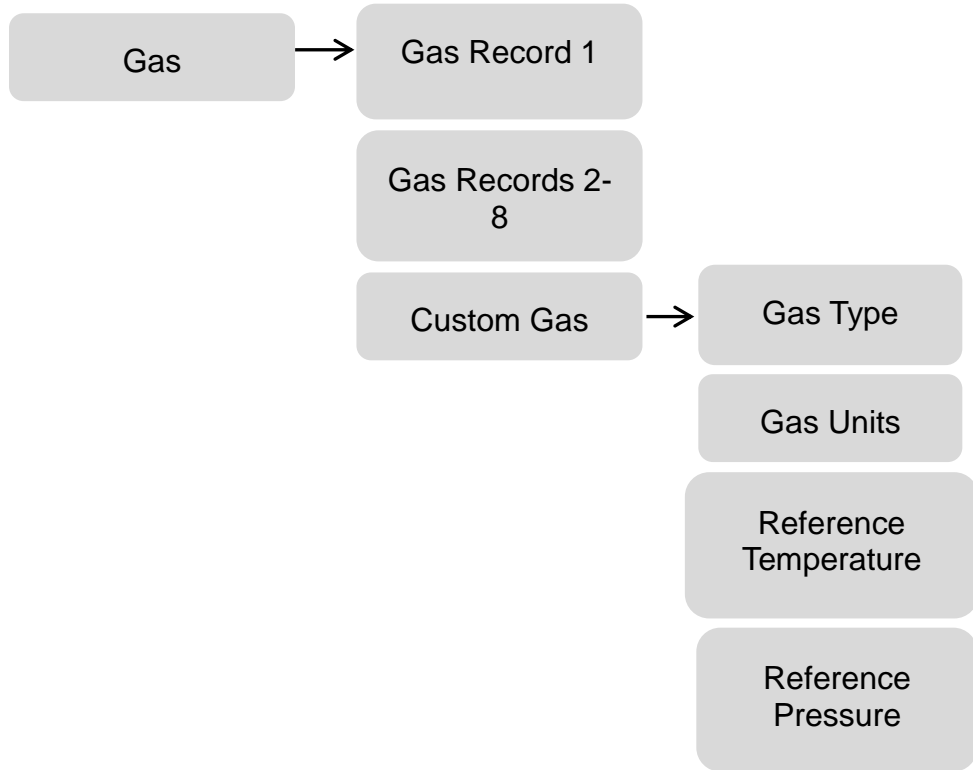 Gas
Gas Record 1
Gas Records 2-
8
Custom Gas
Gas Type
Gas Units
Reference
Temperature
Reference
Pressure